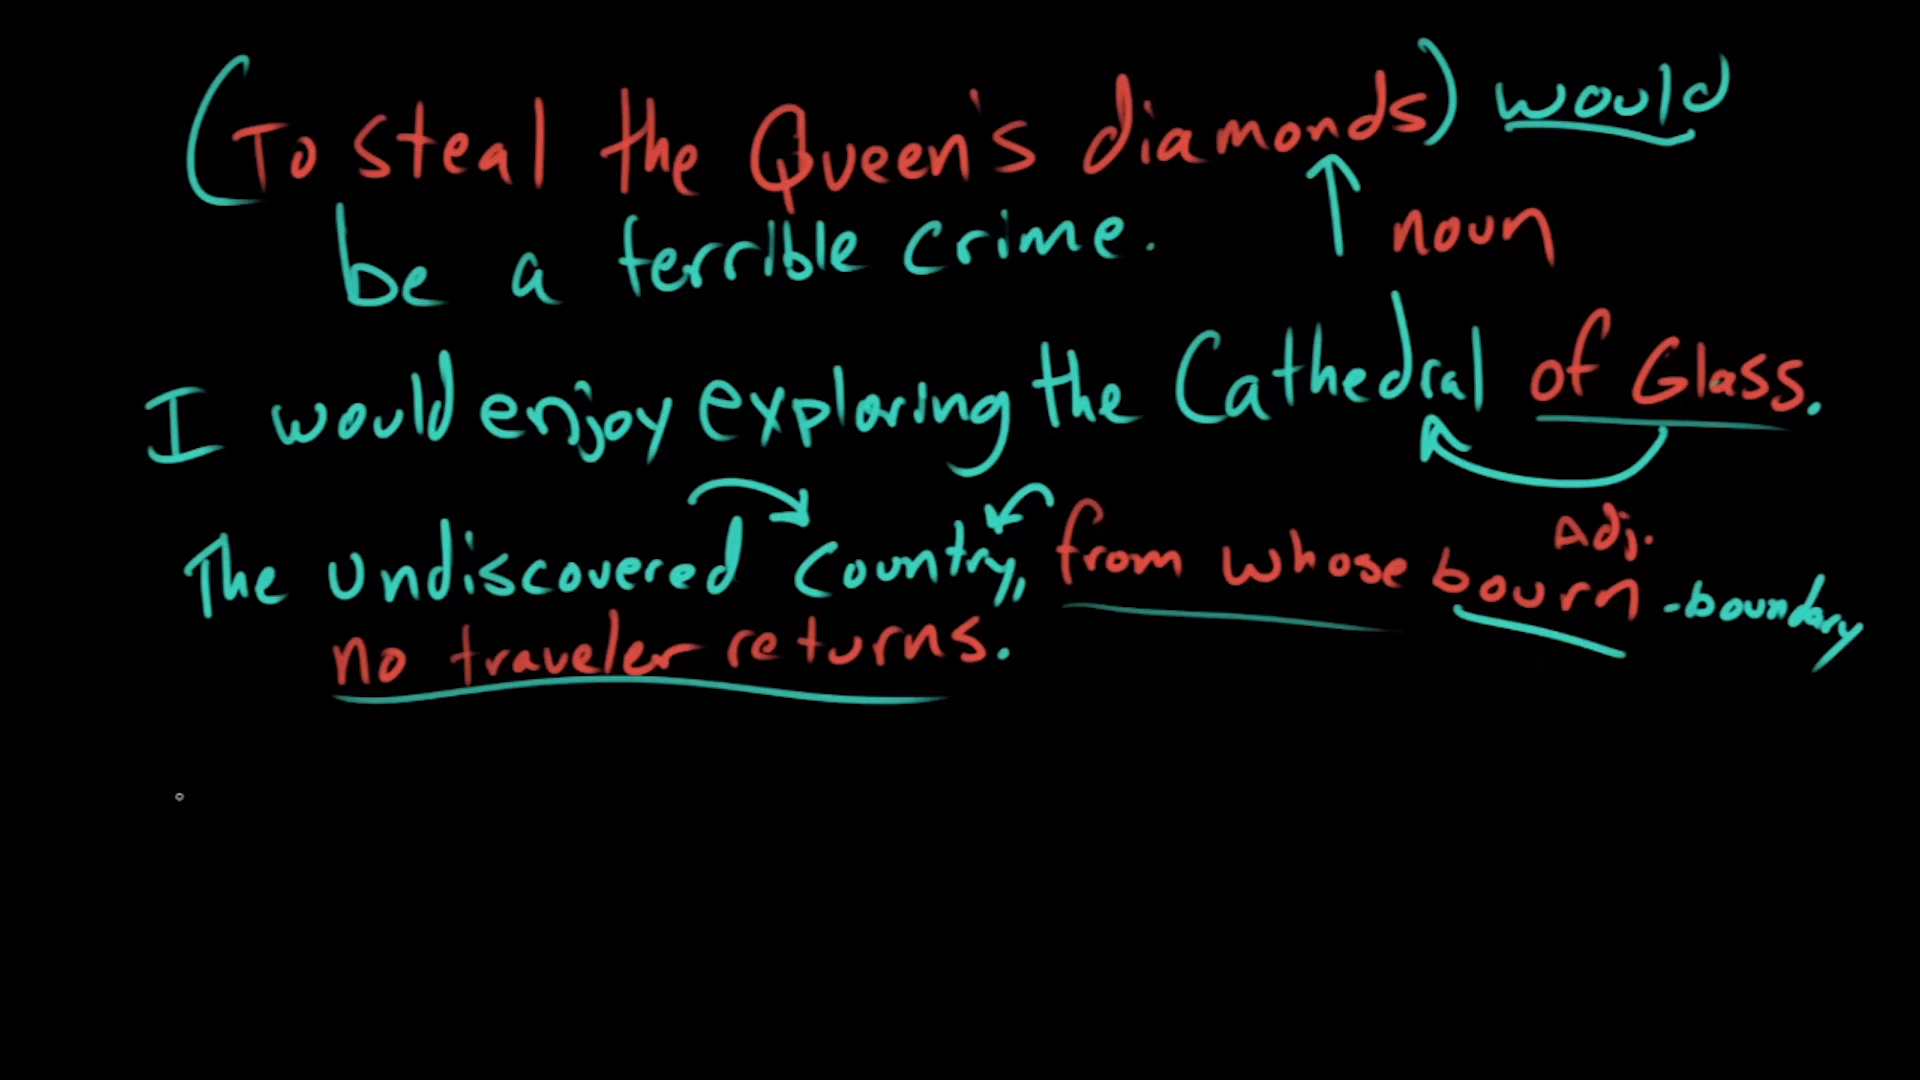 (To steal the Queen's diamonds) would
be a terrible crime.
noun
I would enjoy exploring the Cathedral of Glass.
Adj.
The undiscovered country, from whose bourn - boundary
no traveler returns.